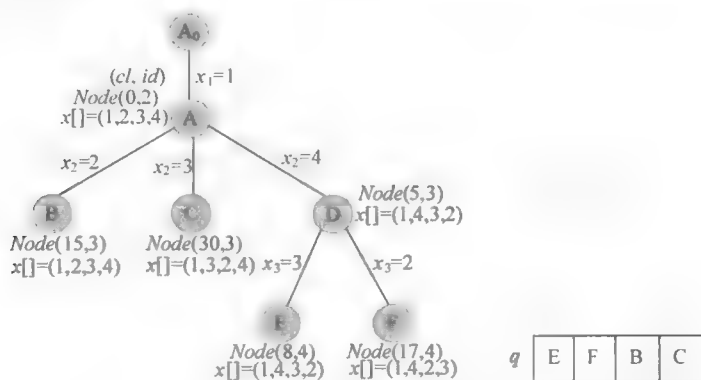 A₀
(cl, id) x₁=1
Node(0,2)
x[]=(1,2,3,4) A
x₂=2 x₂=3 x₂=4
B C D Node(5,3)
x[]=(1,4,3,2)
Node(15,3) Node(30,3)
x[]=(1,2,3,4) x[]=(1,3,2,4) x₃=3 x₃=2
E F
Node(8,4) Node(17,4)
x[]=(1,4,3,2) x[]=(1,4,2,3)
q E F B C